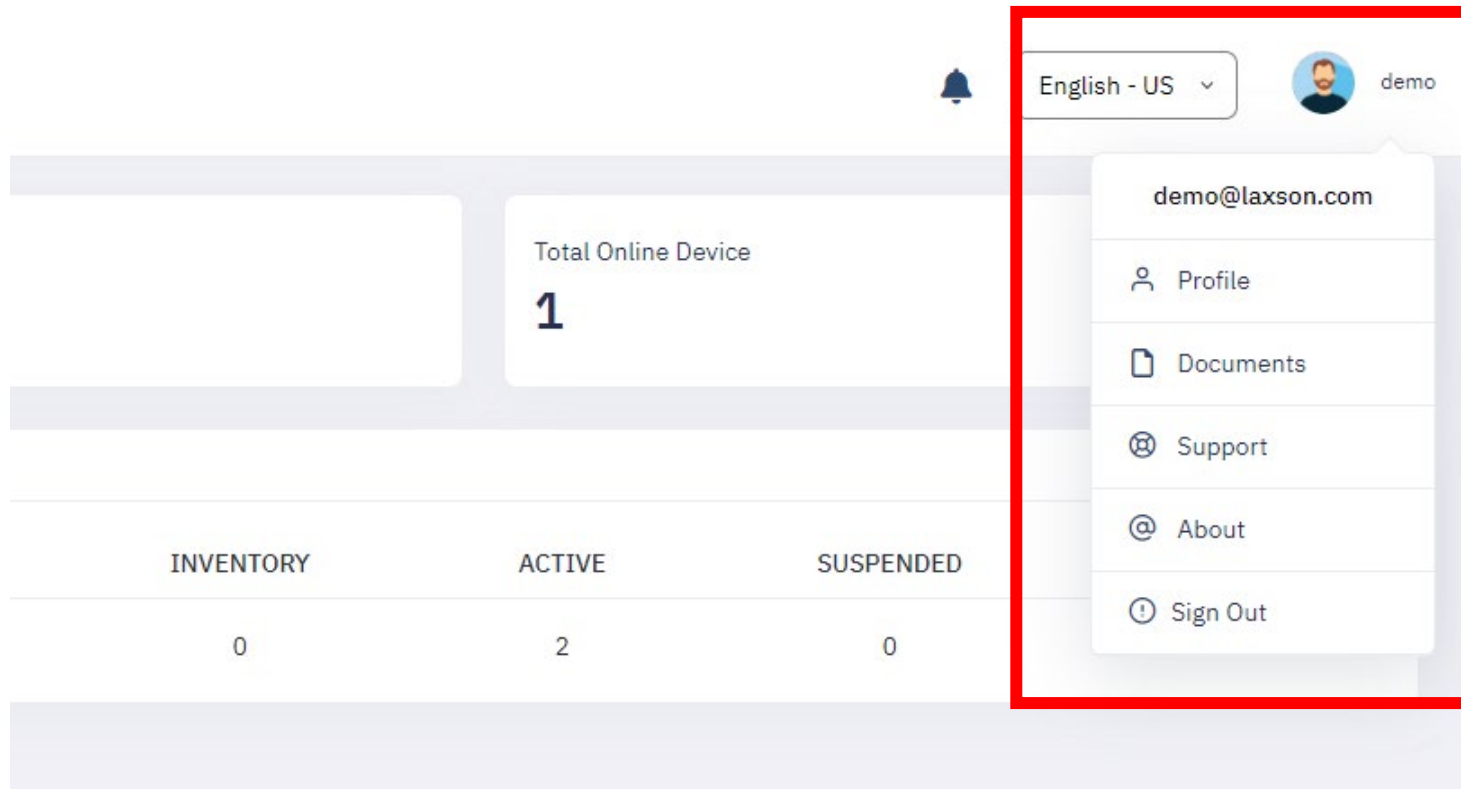 English - US
demo
demo@laxson.com
Total Online Device
1
Profile
Documents
Support
About
Sign Out
INVENTORY ACTIVE SUSPENDED
0 2 0